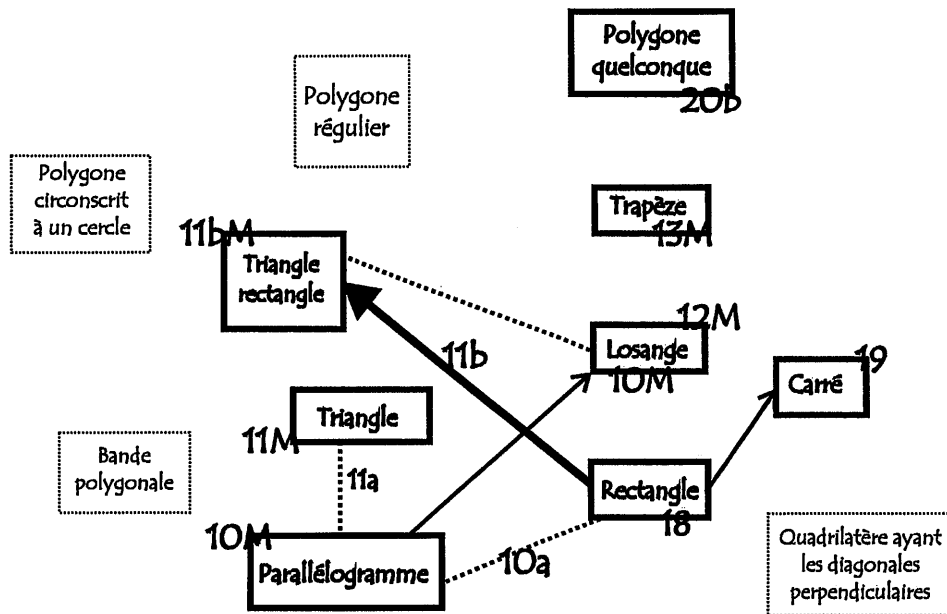 Polygone
quelconque
20b
Polygone
régulier
Polygone
circonscrit
à un cercle
Trapèze
13M
11bM
Triangle
rectangle
12M
Losange
10M
11b
19
Carré
Triangle
11M
11a
Bande
polygonale
Rectangle
18
10M
Parallélogramme
10a
Quadrilatère ayant
les diagonales
perpendiculaires